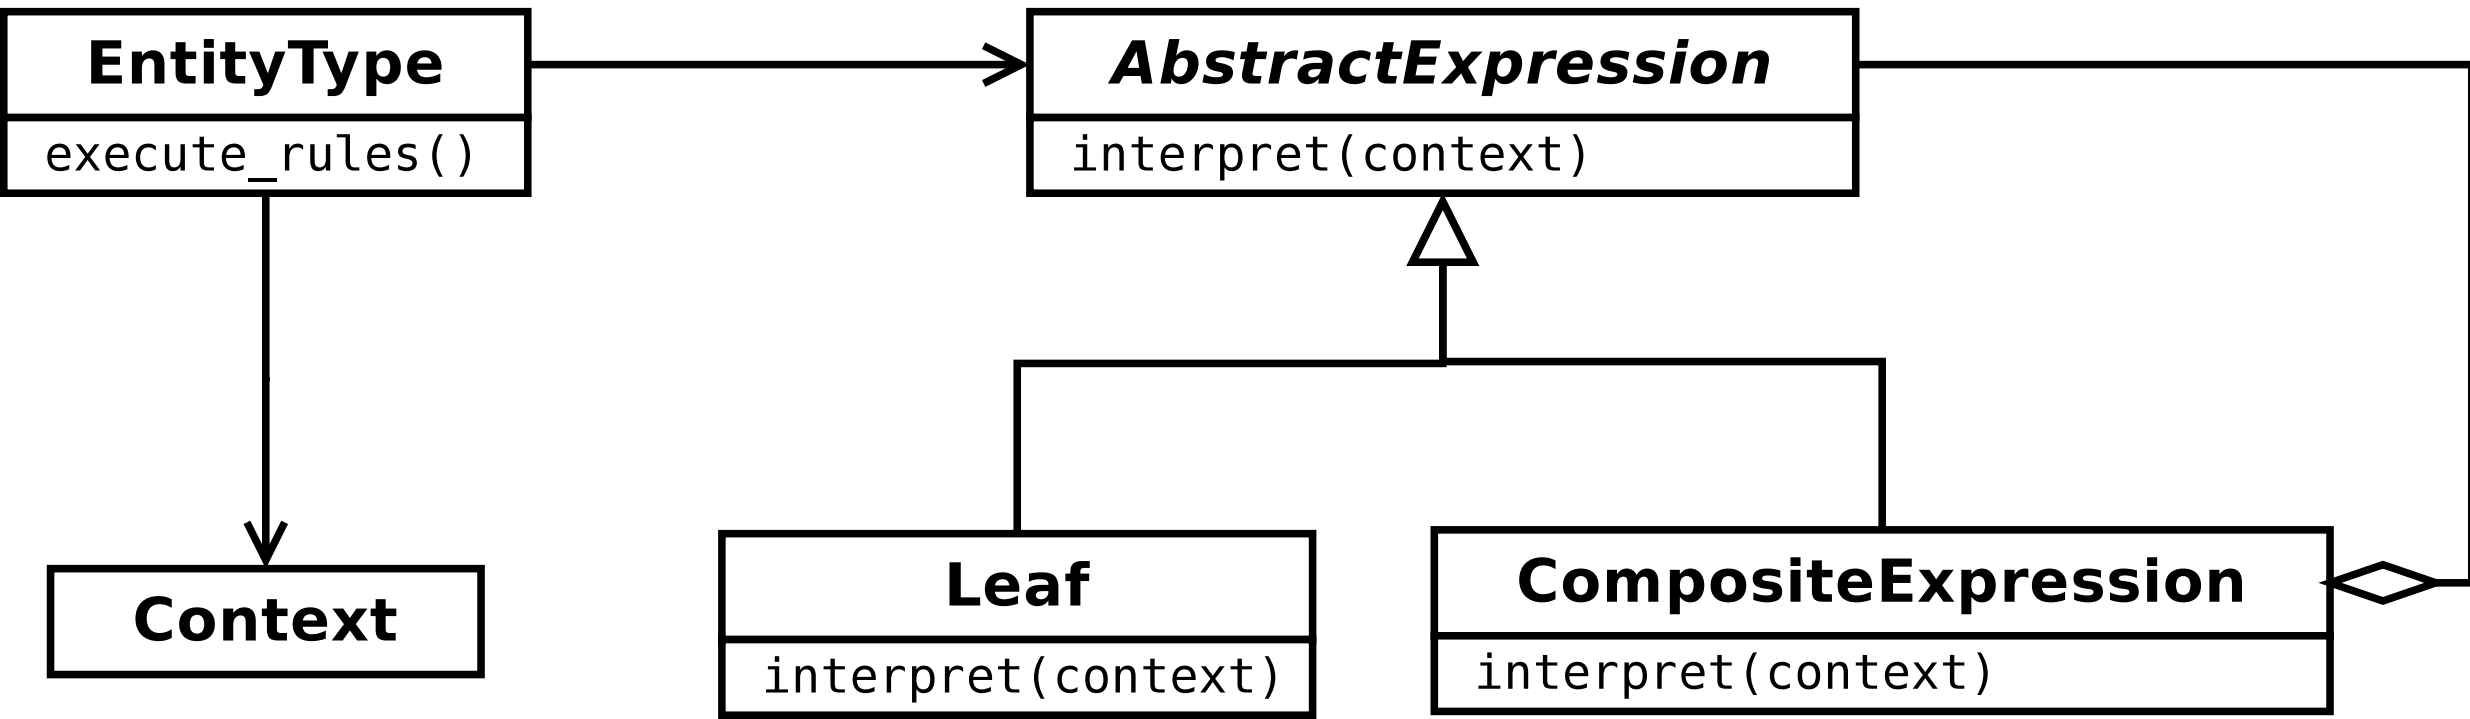 EntityType
execute_rules()
AbstractExpression
interpret(context)
Context
Leaf
interpret(context)
CompositeExpression
interpret(context)